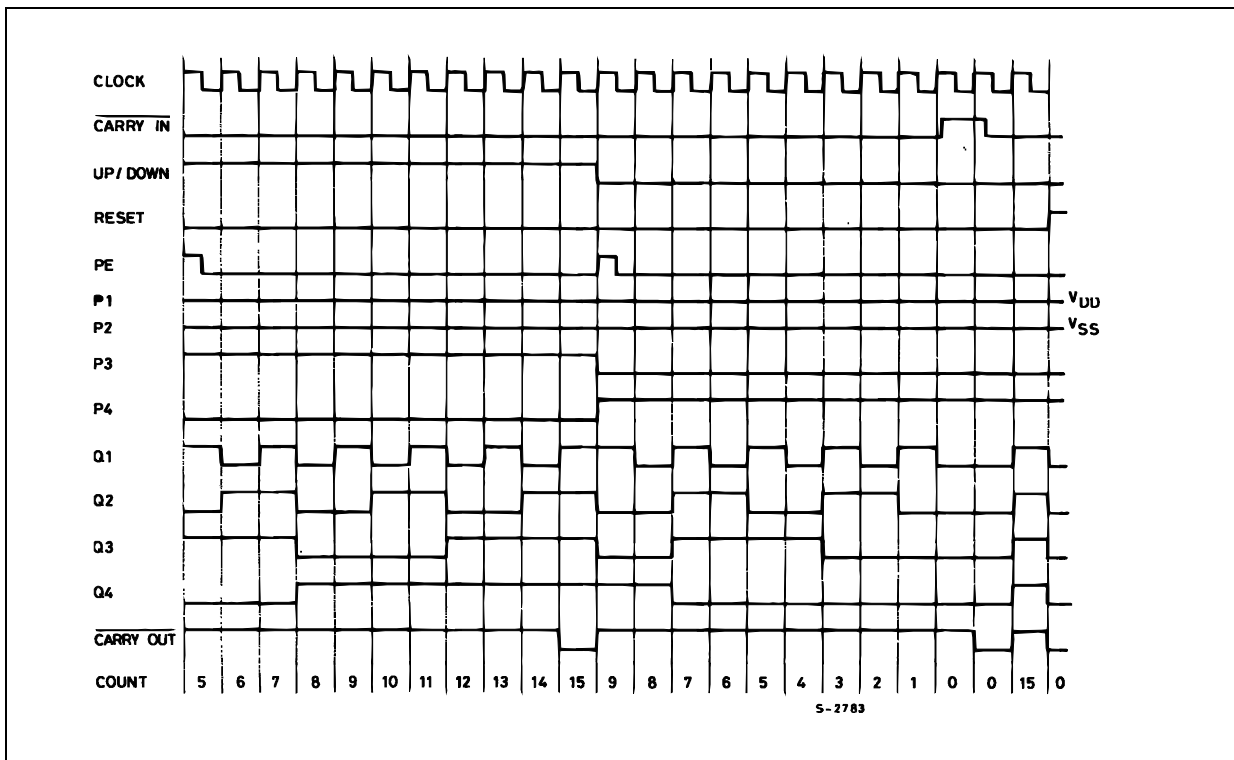 CLOCK
CARRY IN
UP/DOWN
RESET
PE
P1 VDD
P2 VSS
P3
P4
Q1
Q2
Q3
Q4
CARRY OUT
COUNT 5 6 7 8 9 10 11 12 13 14 15 9 8 7 6 5 4 3 2 1 0 0 15 0
S-2783